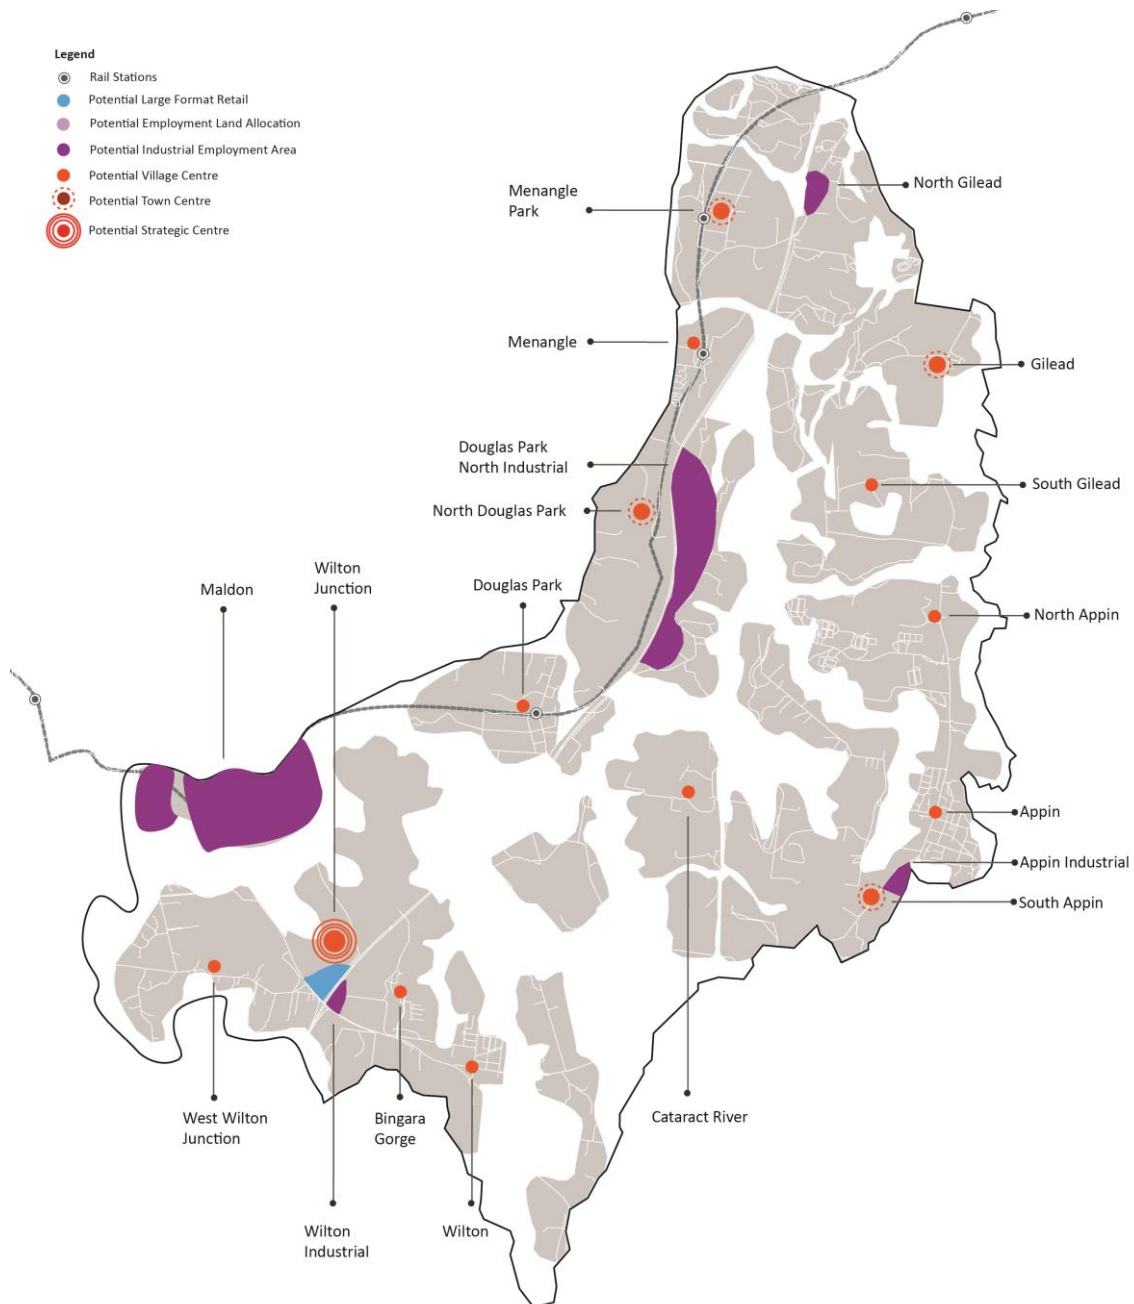 Legend
Rail Stations
Potential Large Format Retail
Potential Employment Land Allocation
Potential Industrial Employment Area
Potential Village Centre
Potential Town Centre
Potential Strategic Centre
North Gilead
Menangle
Park
Menangle
Gilead
Douglas Park
North Industrial
South Gilead
North Douglas Park
Wilton
Junction
Maldon
Douglas Park
North Appin
Appin
Appin Industrial
South Appin
West Wilton
Junction
Bingara
Gorge
Cataract River
Wilton
Industrial
Wilton